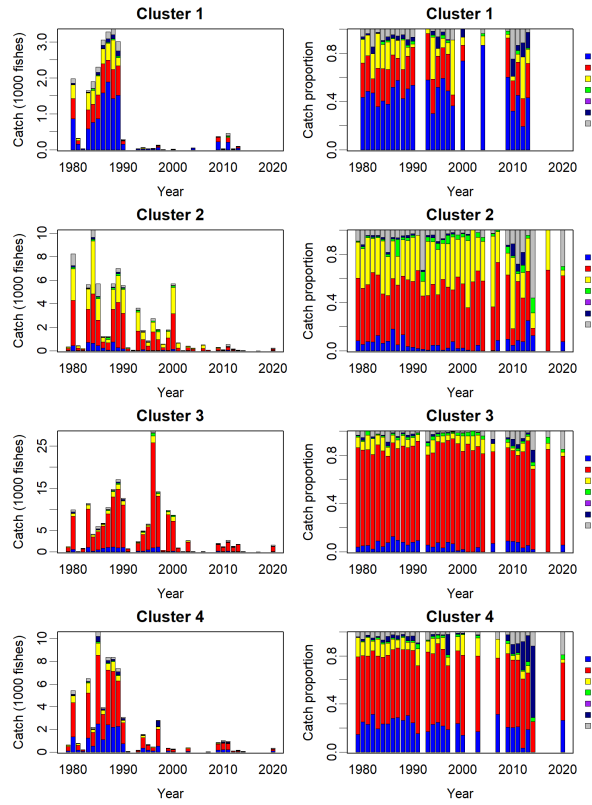 Cluster 1
Catch (1000 fishes)
0.0 1.0 2.0 3.0
1980 1990 2000 2010 2020
Year
Cluster 1
Catch proportion
0.0 0.4 0.8
1980 1990 2000 2010 2020
Year
Cluster 2
Catch (1000 fishes)
0 2 4 6 8 10
1980 1990 2000 2010 2020
Year
Cluster 2
Catch proportion
0.0 0.4 0.8
1980 1990 2000 2010 2020
Year
Cluster 3
Catch (1000 fishes)
0 5 15 25
1980 1990 2000 2010 2020
Year
Cluster 3
Catch proportion
0.0 0.4 0.8
1980 1990 2000 2010 2020
Year
Cluster 4
Catch (1000 fishes)
0 2 4 6 8 10
1980 1990 2000 2010 2020
Year
Cluster 4
Catch proportion
0.0 0.4 0.8
1980 1990 2000 2010 2020
Year